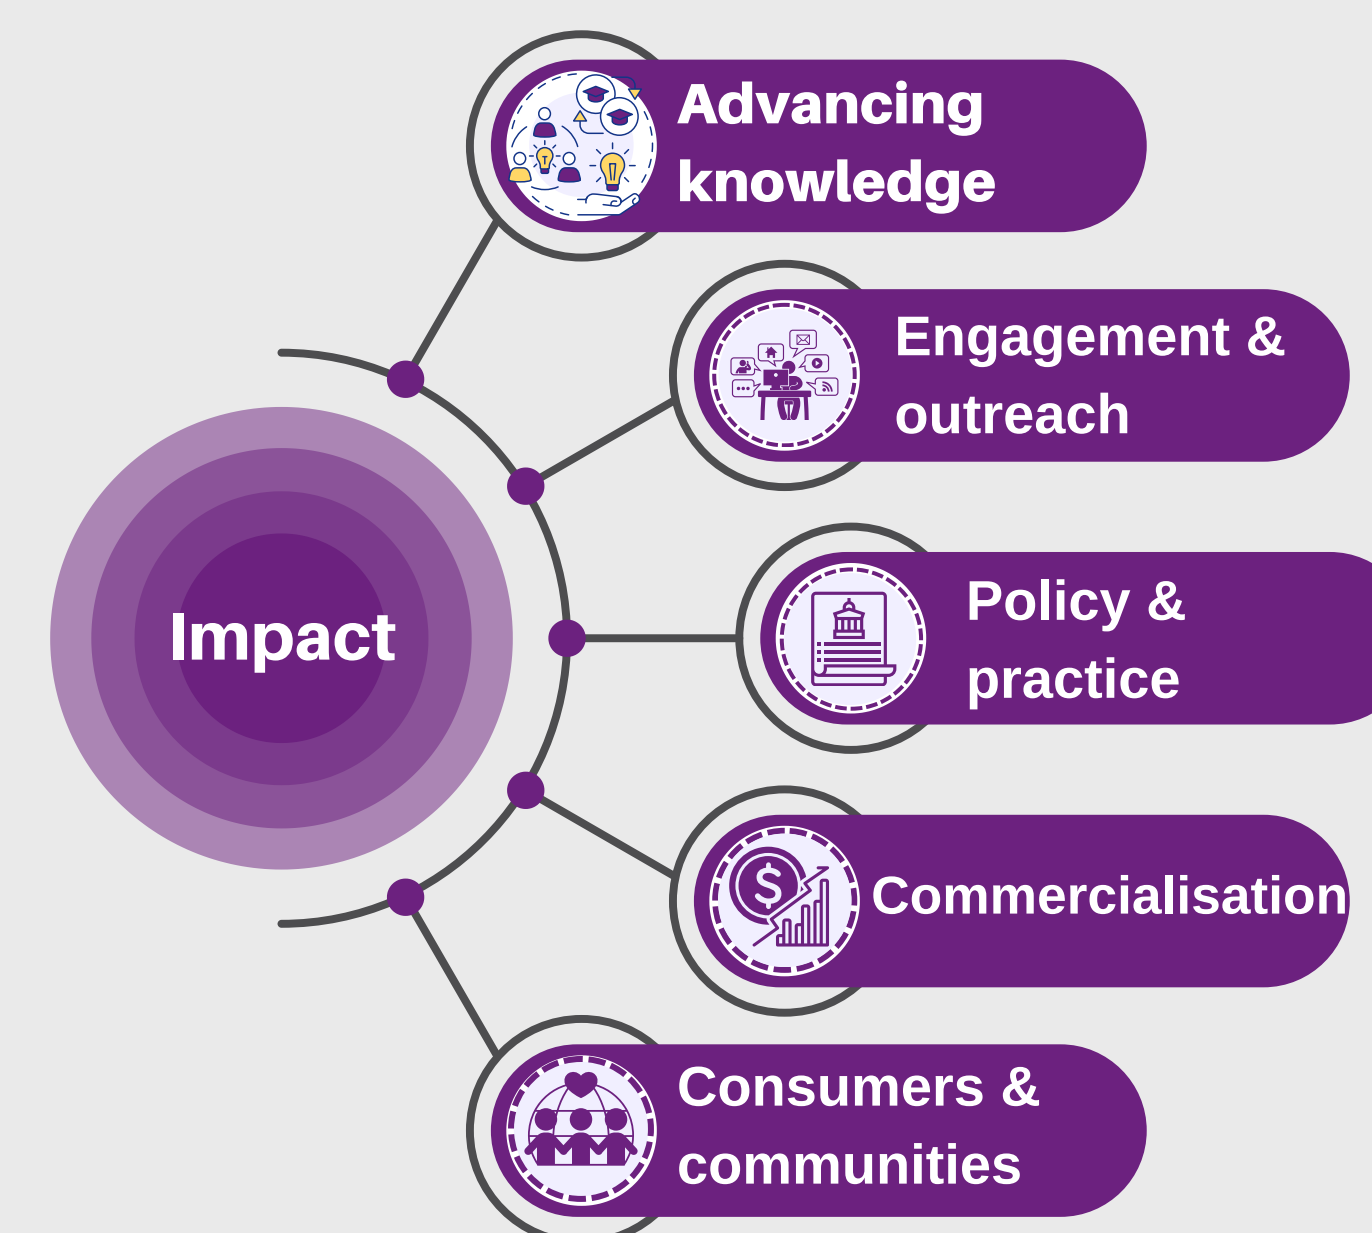 Advancing
knowledge
Engagement &
outreach
Impact
Policy &
practice
Commercialisation
Consumers &
communities